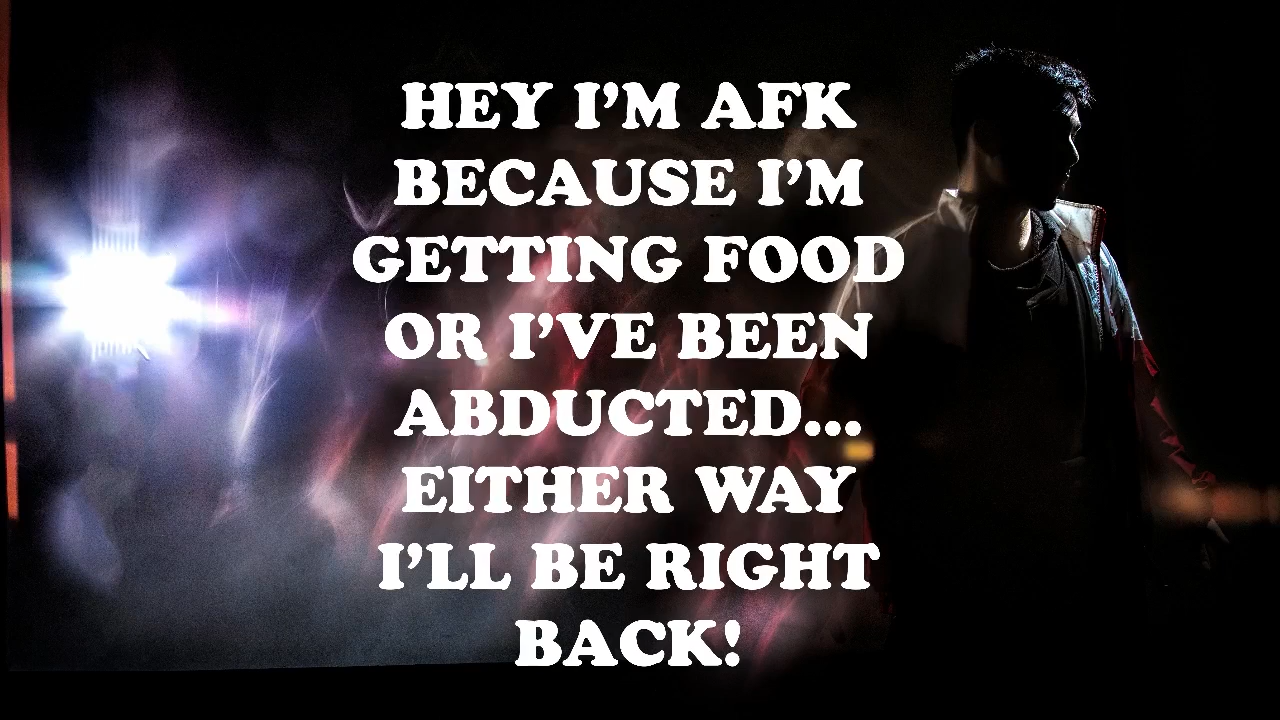 HEY I’M AFK
BECAUSE I’M
GETTING FOOD
OR I’VE BEEN
ABDUCTED...
EITHER WAY
I’LL BE RIGHT
BACK!